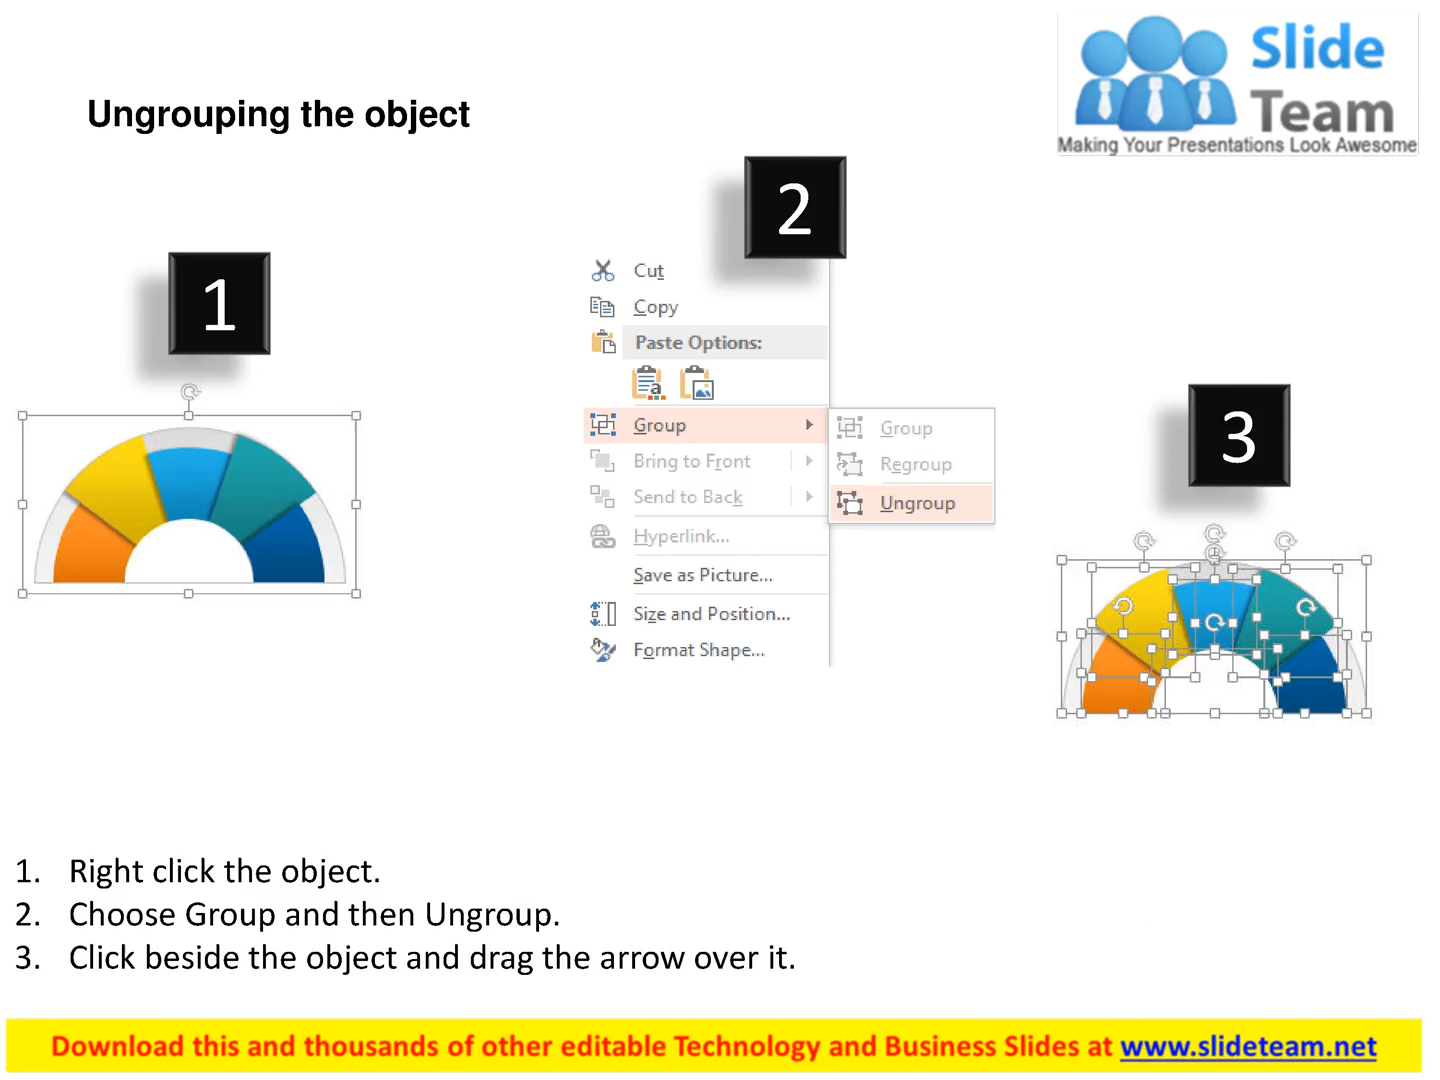 Ungrouping the object
Slide
Team
Making Your Presentations Look Awesome
1
2
3
Cut
Copy
Paste Options:
a
Group
Bring to Front
Send to Back
Hyperlink...
Save as Picture...
Size and Position...
Format Shape...
Group
Regroup
Ungroup
1. Right click the object.
2. Choose Group and then Ungroup.
3. Click beside the object and drag the arrow over it.
Download this and thousands of other editable Technology and Business Slides at www.slideteam.net